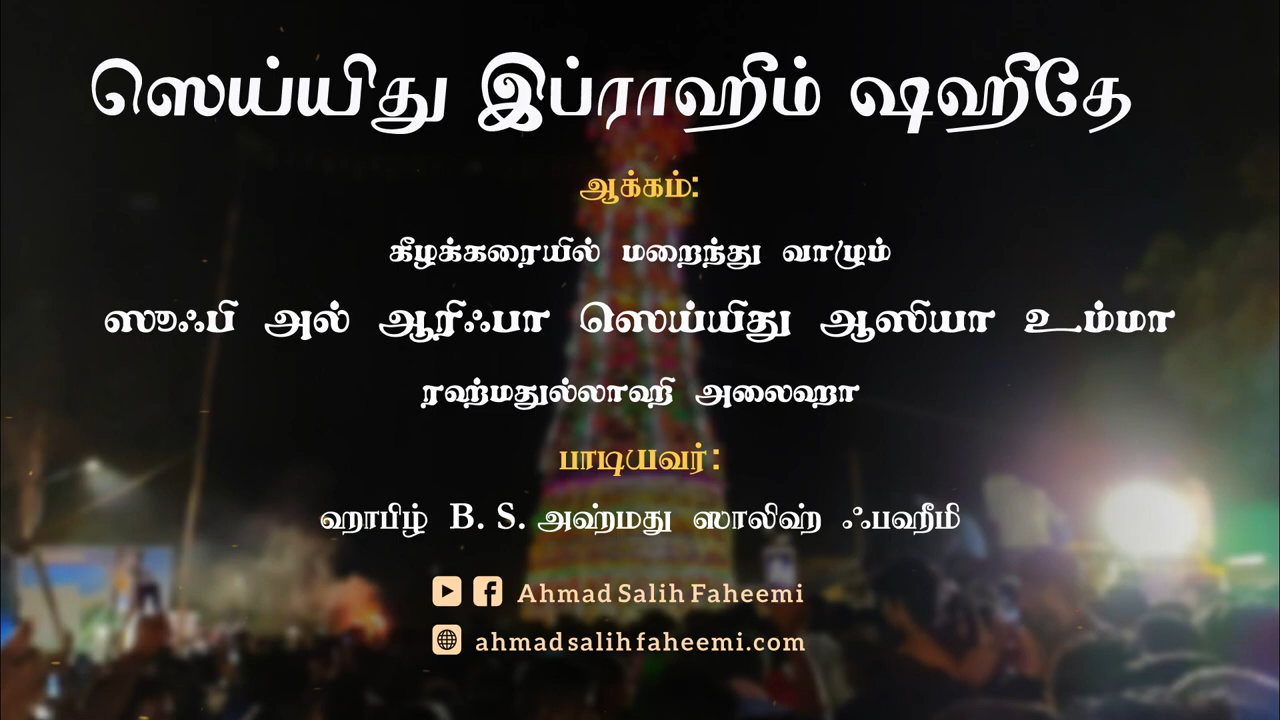 ஸெய்யிது இப்ராஹீம் ஷஹீதே
ஆக்கம்:
கீழக்கரையில் மறைந்து வாழும்
ஸூஃபி அல் ஆரிஃபா ஸெய்யிது ஆஸியா உம்மா
ரஹ்மதுல்லாஹி அலைஹா
பாடியவர்:
ஹாபிழ் B. S. அஹ்மது ஸாலிஹ் ஃபஹீமி
Ahmad Salih Faheemi
ahmadsalihfaheemi.com